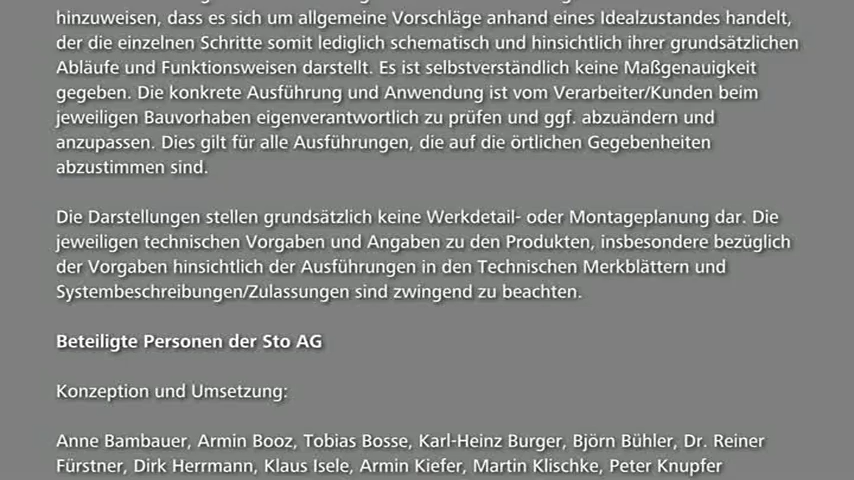 hinzuweisen, dass es sich um allgemeine Vorschläge anhand eines Idealzustandes handelt,
der die einzelnen Schritte somit lediglich schematisch und hinsichtlich ihrer grundsätzlichen
Abläufe und Funktionsweisen darstellt. Es ist selbstverständlich keine Maßgenauigkeit
gegeben. Die konkrete Ausführung und Anwendung ist vom Verarbeiter/Kunden beim
jeweiligen Bauvorhaben eigenverantwortlich zu prüfen und ggf. abzuändern und
anzupassen. Dies gilt für alle Ausführungen, die auf die örtlichen Gegebenheiten
abzustimmen sind.
Die Darstellungen stellen grundsätzlich keine Werkdetail- oder Montageplanung dar. Die
jeweiligen technischen Vorgaben und Angaben zu den Produkten, insbesondere bezüglich
der Vorgaben hinsichtlich der Ausführungen in den Technischen Merkblättern und
Systembeschreibungen/Zulassungen sind zwingend zu beachten.
Beteiligte Personen der Sto AG
Konzeption und Umsetzung:
Anne Bambauer, Armin Booz, Tobias Bosse, Karl-Heinz Burger, Björn Bühler, Dr. Reiner
Fürstner, Dirk Herrmann, Klaus Isele, Armin Kiefer, Martin Klischke, Peter Knupfer